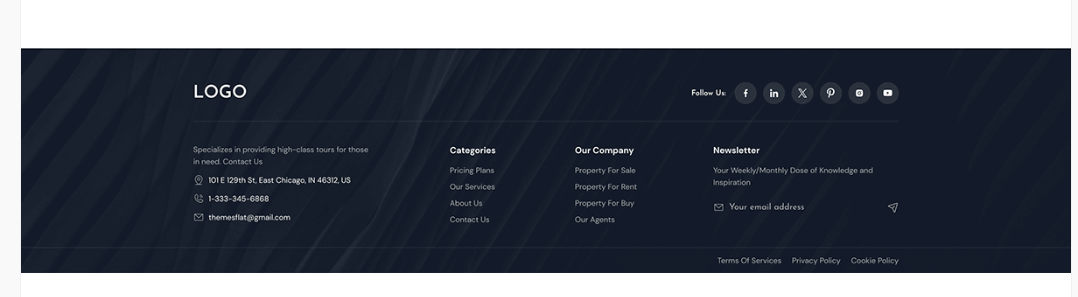 LOGO
Follow Us:
Specializes in providing high-class tours for those
in need. Contact Us
101 E 129th St, East Chicago, IN 46312, US
1-333-345-6868
themesflat@gmail.com
Categories
Pricing Plans
Our Services
About Us
Contact Us
Our Company
Property For Sale
Property For Rent
Property For Buy
Our Agents
Newsletter
Your Weekly/Monthly Dose of Knowledge and
Inspiration
Your email address
Terms Of Services Privacy Policy Cookie Policy